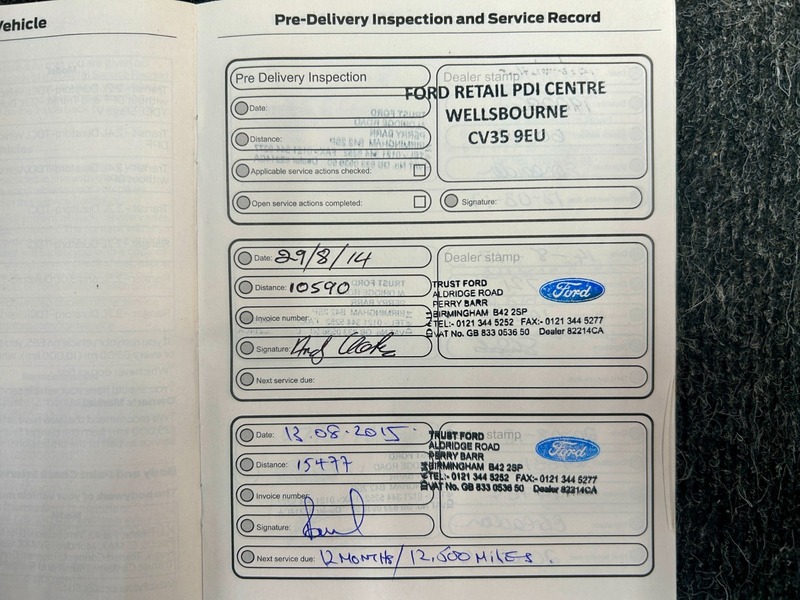 Vehicle
Pre-Delivery Inspection and Service Record
Pre Delivery Inspection
Dealer stamp
FORD RETAIL PDI CENTRE
WELLSBOURNE
CV35 9EU
Date:
Distance:
Applicable service actions checked:
Open service actions completed:
Signature:
Date: 29/8/14
Distance: 10590
Invoice number:
Signature:
Next service due:
Dealer stamp
TRUST FORD
ALDRIDGE ROAD
PERRY BARR
BIRMINGHAM B42 2SP
TEL:- 0121 344 5252 FAX:- 0121 344 5277
VAT No. GB 833 0536 50 Dealer 82214CA
Ford
Date: 13.08.2015.
Distance: 15477
Invoice number:
Signature:
Next service due: 12 MONTHS / 12,500 MILES.
stamp
TRUST FORD
ALDRIDGE ROAD
PERRY BARR
BIRMINGHAM B42 2SP
TEL:- 0121 344 5252 FAX:- 0121 344 5277
VAT No. GB 833 0536 50 Dealer 82214CA
Ford